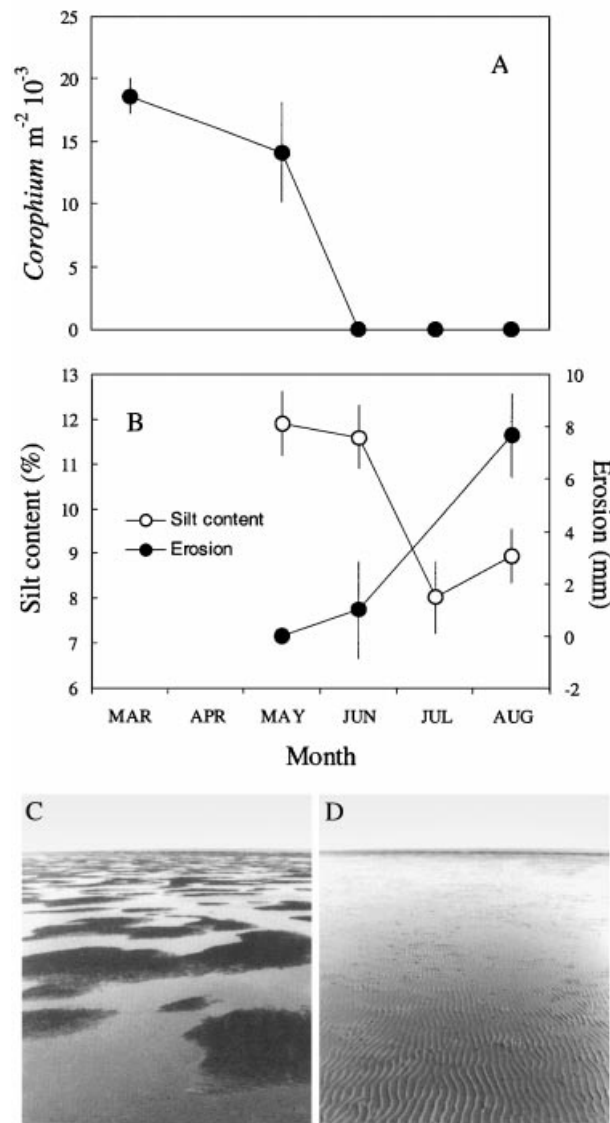 A
Corophium m⁻² 10⁻³
25
20
15
10
5
0
B
Silt content (%)
13
12
11
10
9
8
7
6
Silt content
Erosion
Erosion (mm)
10
8
6
4
2
0
-2
MAR APR MAY JUN JUL AUG
Month
C D